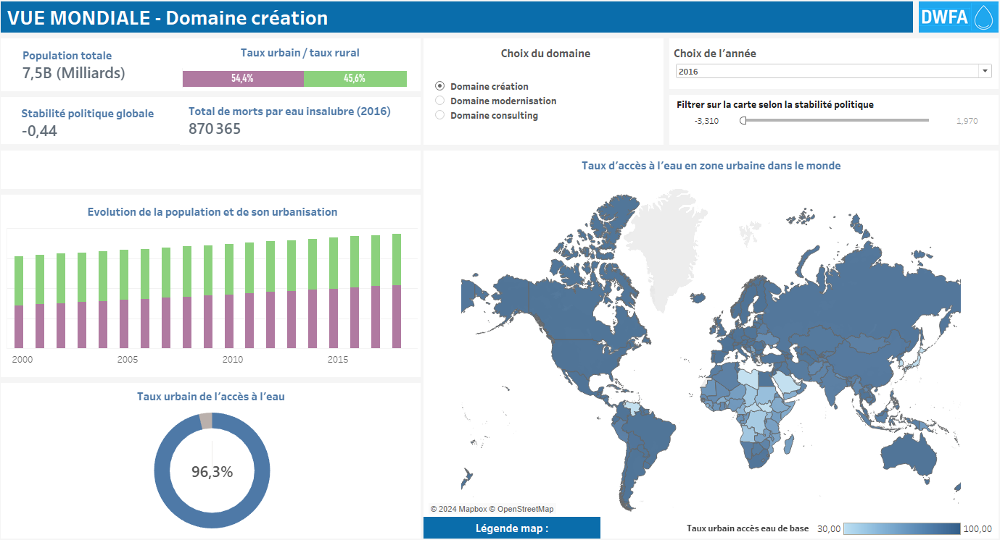 VUE MONDIALE - Domaine création
DWFA
Population totale
7,5B (Milliards)
Taux urbain / taux rural
54,4%
45,6%
Stabilité politique globale
-0,44
Total de morts par eau insalubre (2016)
870 365
Choix du domaine
Domaine création
Domaine modernisation
Domaine consulting
Choix de l'année
2016
Filtrer sur la carte selon la stabilité politique
-3,310
1,970
Evolution de la population et de son urbanisation
2000
2005
2010
2015
Taux urbain de l'accès à l'eau
96,3%
Taux d'accès à l'eau en zone urbaine dans le monde
© 2024 Mapbox © OpenStreetMap
Légende map :
Taux urbain accès eau de base
30,00
100,00